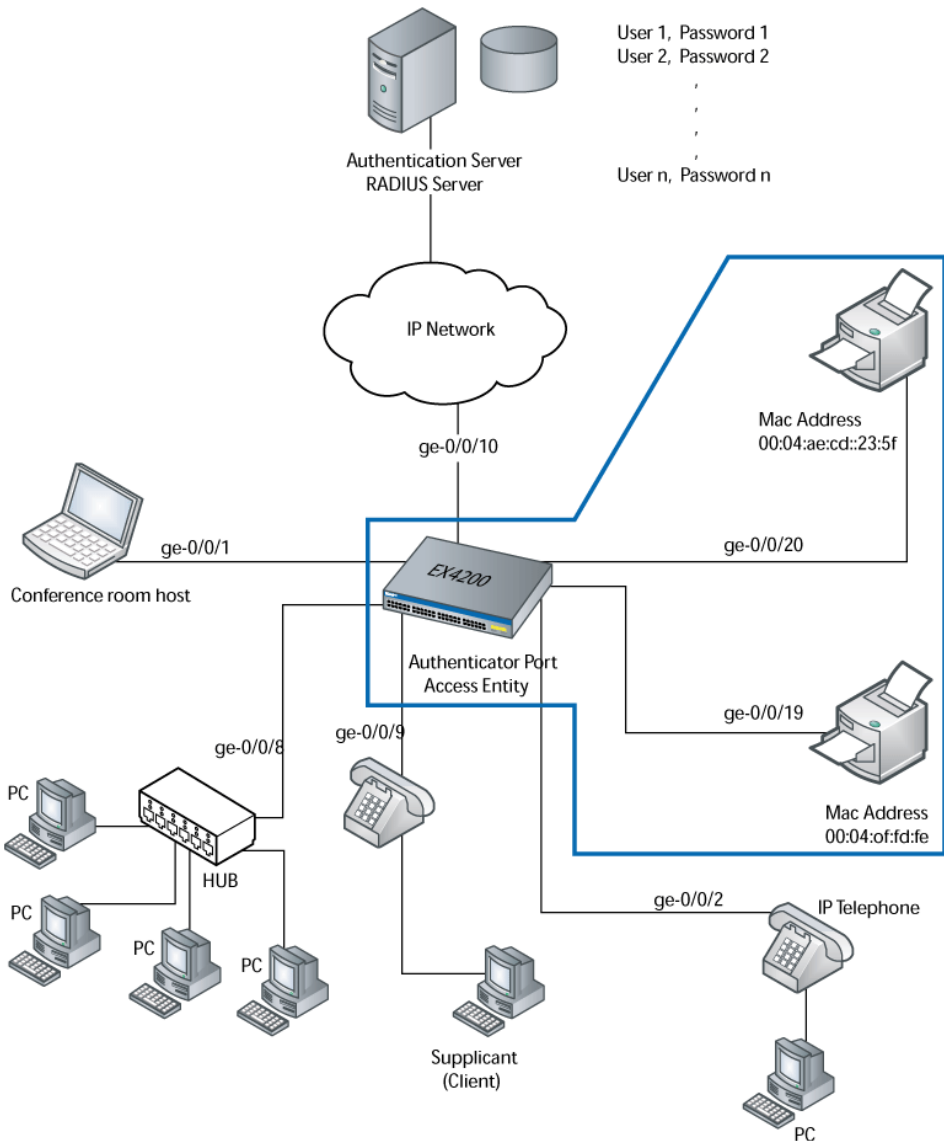 User 1, Password 1
User 2, Password 2
,
,
,
,
User n, Password n
Authentication Server
RADIUS Server
IP Network
ge-0/0/10
Mac Address
00:04:ae:cd::23:5f
ge-0/0/1
ge-0/0/20
Conference room host
EX4200
Authenticator Port
Access Entity
ge-0/0/19
ge-0/0/8
ge-0/0/9
Mac Address
00:04:of:fd:fe
PC
HUB
PC
PC
PC
ge-0/0/2
IP Telephone
Supplicant
(Client)
PC